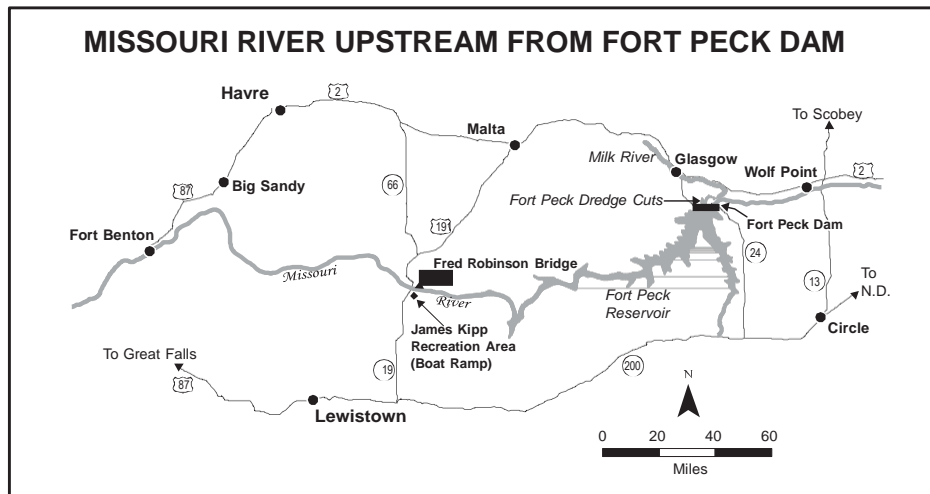 MISSOURI RIVER UPSTREAM FROM FORT PECK DAM
Havre
2
To Scobey
Malta
Milk River
Glasgow
Wolf Point
2
87
Big Sandy
66
Fort Peck Dredge Cuts
Fort Peck Dam
191
Fort Benton
Fred Robinson Bridge
24
Missouri
River
To
N.D.
13
Fort Peck
Reservoir
Circle
James Kipp
Recreation Area
(Boat Ramp)
To Great Falls
87
19
200
Lewistown
N
0 20 40 60
Miles